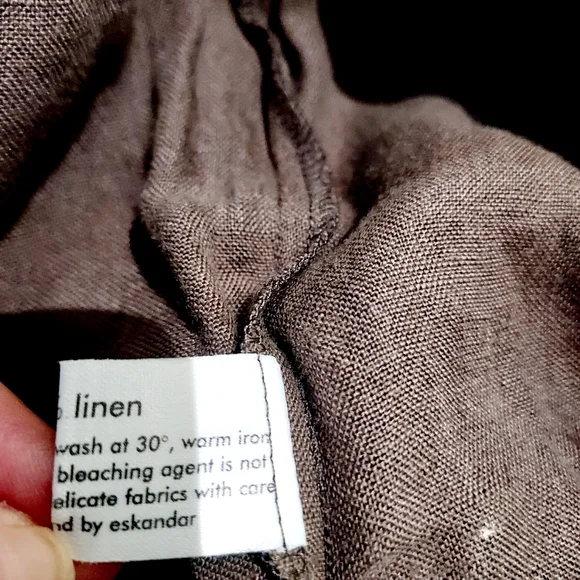 % linen
wash at 30°, warm iron
bleaching agent is not
elicate fabrics with care
nd by eskandar